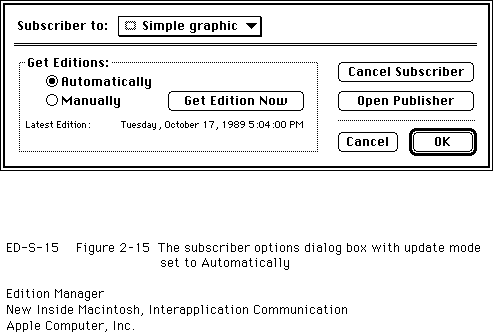 Subscriber to: Simple graphic
Get Editions:
Automatically
Manually
Get Edition Now
Latest Edition: Tuesday, October 17, 1989 5:04:00 PM
Cancel Subscriber
Open Publisher
Cancel
OK
ED-S-15 Figure 2-15 The subscriber options dialog box with update mode
set to Automatically
Edition Manager
New Inside Macintosh, Interapplication Communication
Apple Computer, Inc.